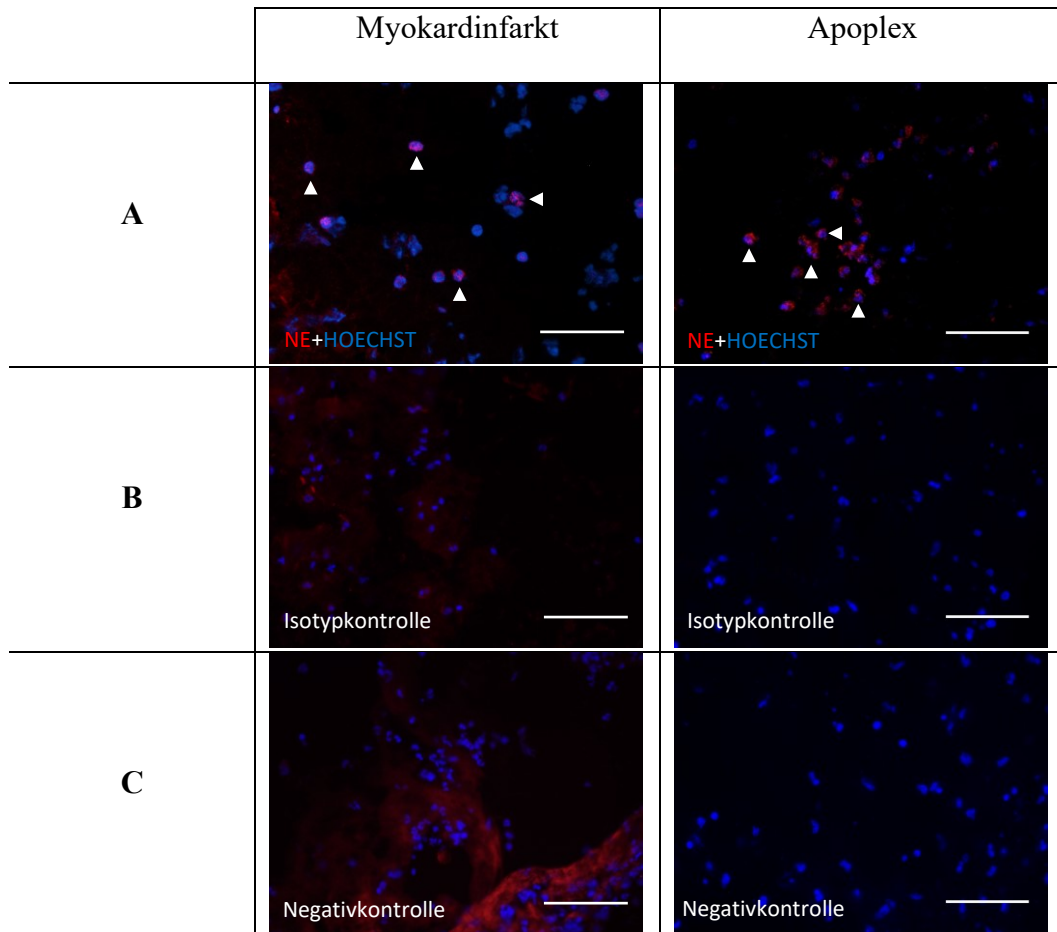 Myokardinfarkt Apoplex
A
NE+HOECHST NE+HOECHST
B
Isotypkontrolle Isotypkontrolle
C
Negativkontrolle Negativkontrolle